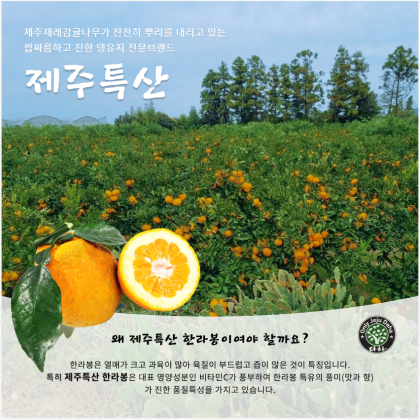 제주재래감귤나무가 잔잔히 뿌리를 내리고 있는
쌉싸름하고 진한 댕유지 전문브랜드
제주특산
왜 제주특산 한라봉이여야 할까요?
한라봉은 열매가 크고 과육이 많아 육질이 부드럽고 즙이 많은 것이 특징입니다.
특히 제주특산 한라봉은 대표 영양성분인 비타민C가 풍부하여 한라봉 특유의 풍미(맛과 향)
가 진한 품질특성을 가지고 있습니다.